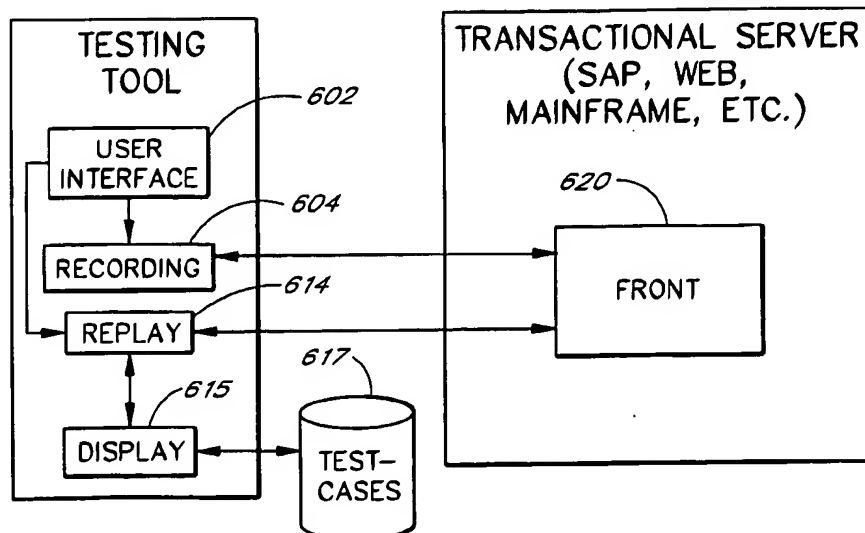 TESTING
TOOL
602
USER
INTERFACE
604
RECORDING
614
REPLAY
615
DISPLAY
617
TEST-
CASES
TRANSACTIONAL SERVER
(SAP, WEB,
MAINFRAME, ETC.)
620
FRONT